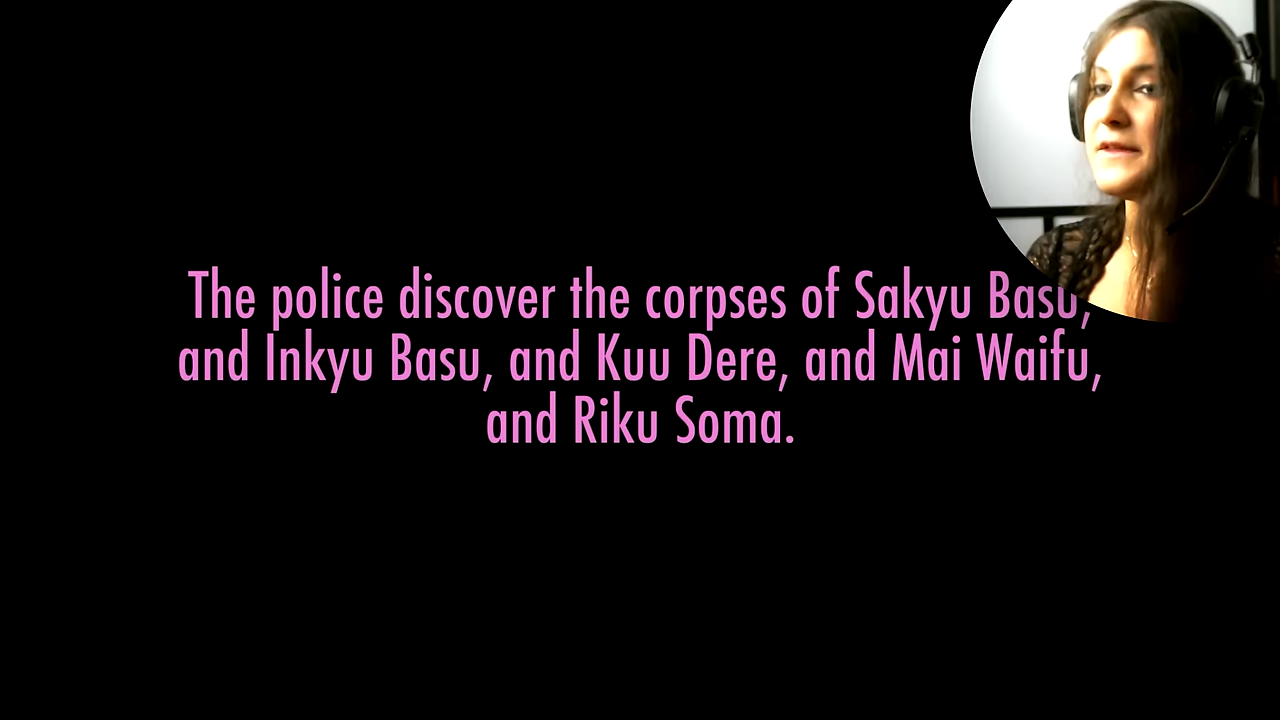 The police discover the corpses of Sakyu Basu,
and Inkyu Basu, and Kuu Dere, and Mai Waifu,
and Riku Soma.